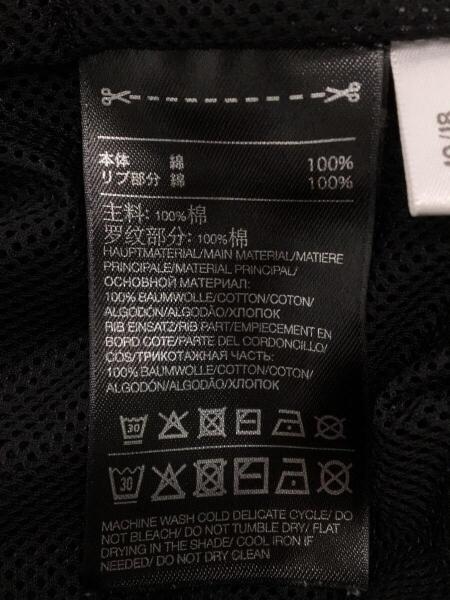 本体 綿 100%
リブ部分 綿 100%
主料: 100%棉
罗纹部分: 100%棉
HAUPTMATERIAL/MAIN MATERIAL/MATIERE
PRINCIPALE/MATERIAL PRINCIPAL/
ОСНОВНОЙ МАТЕРИАЛ:
100% BAUMWOLLE/COTTON/COTON/
ALGODÓN/ALGODÃO/ХЛОПОК
RIB EINSATZ/RIB PART/EMPIECEMENT EN
BORD COTE/PARTE DEL CORDONCILLO/
CÓS/ТРИКОТАЖНАЯ ЧАСТЬ:
100% BAUMWOLLE/COTTON/COTON/
ALGODÓN/ALGODÃO/ХЛОПОК
30
30
MACHINE WASH COLD DELICATE CYCLE/ DO
NOT BLEACH/ DO NOT TUMBLE DRY/ FLAT
DRYING IN THE SHADE/ COOL IRON IF
NEEDED/ DO NOT DRY CLEAN
10/18